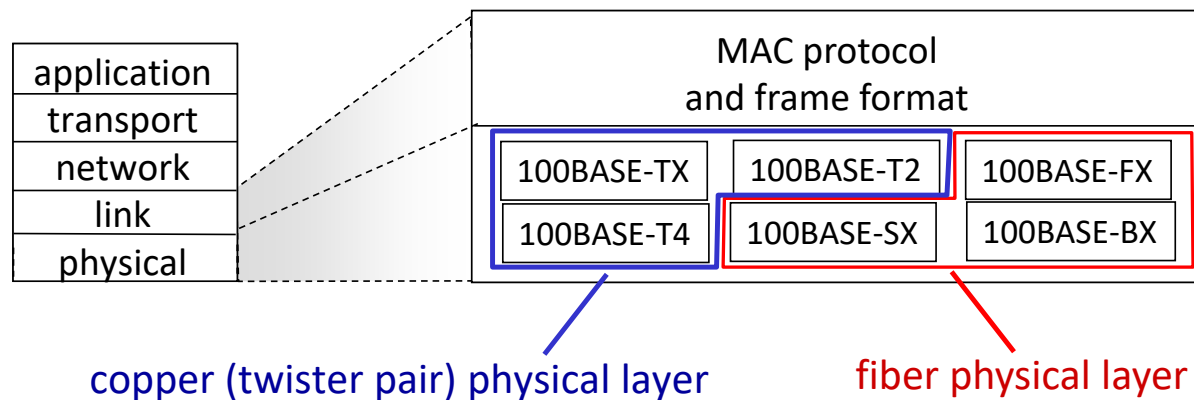 application
transport
network
link
physical
MAC protocol
and frame format
100BASE-TX
100BASE-T2
100BASE-FX
100BASE-T4
100BASE-SX
100BASE-BX
copper (twister pair) physical layer
fiber physical layer